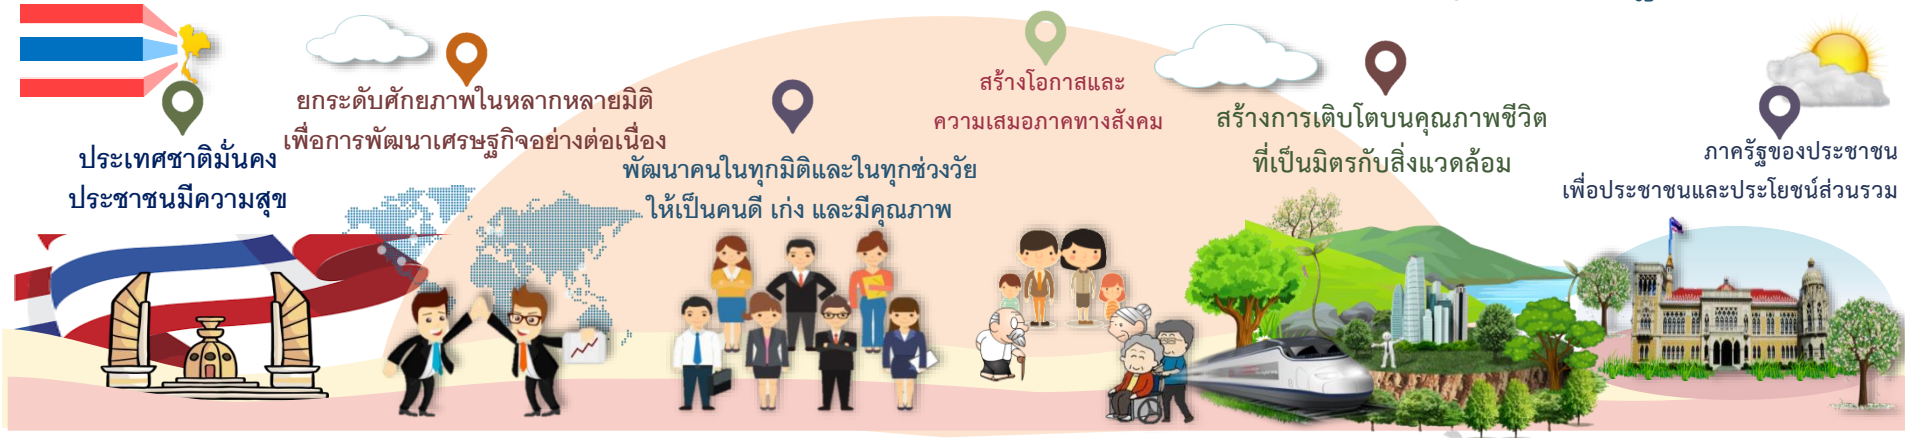 ประเทศชาติมั่นคง
ประชาชนมีความสุข
ยกระดับศักยภาพในหลากหลายมิติ
เพื่อการพัฒนาเศรษฐกิจอย่างต่อเนื่อง
พัฒนาคนในทุกมิติและในทุกช่วงวัย
ให้เป็นคนดี เก่ง และมีคุณภาพ
สร้างโอกาสและ
ความเสมอภาคทางสังคม
สร้างการเติบโตบนคุณภาพชีวิต
ที่เป็นมิตรกับสิ่งแวดล้อม
ภาครัฐของประชาชน
เพื่อประชาชนและประโยชน์ส่วนรวม